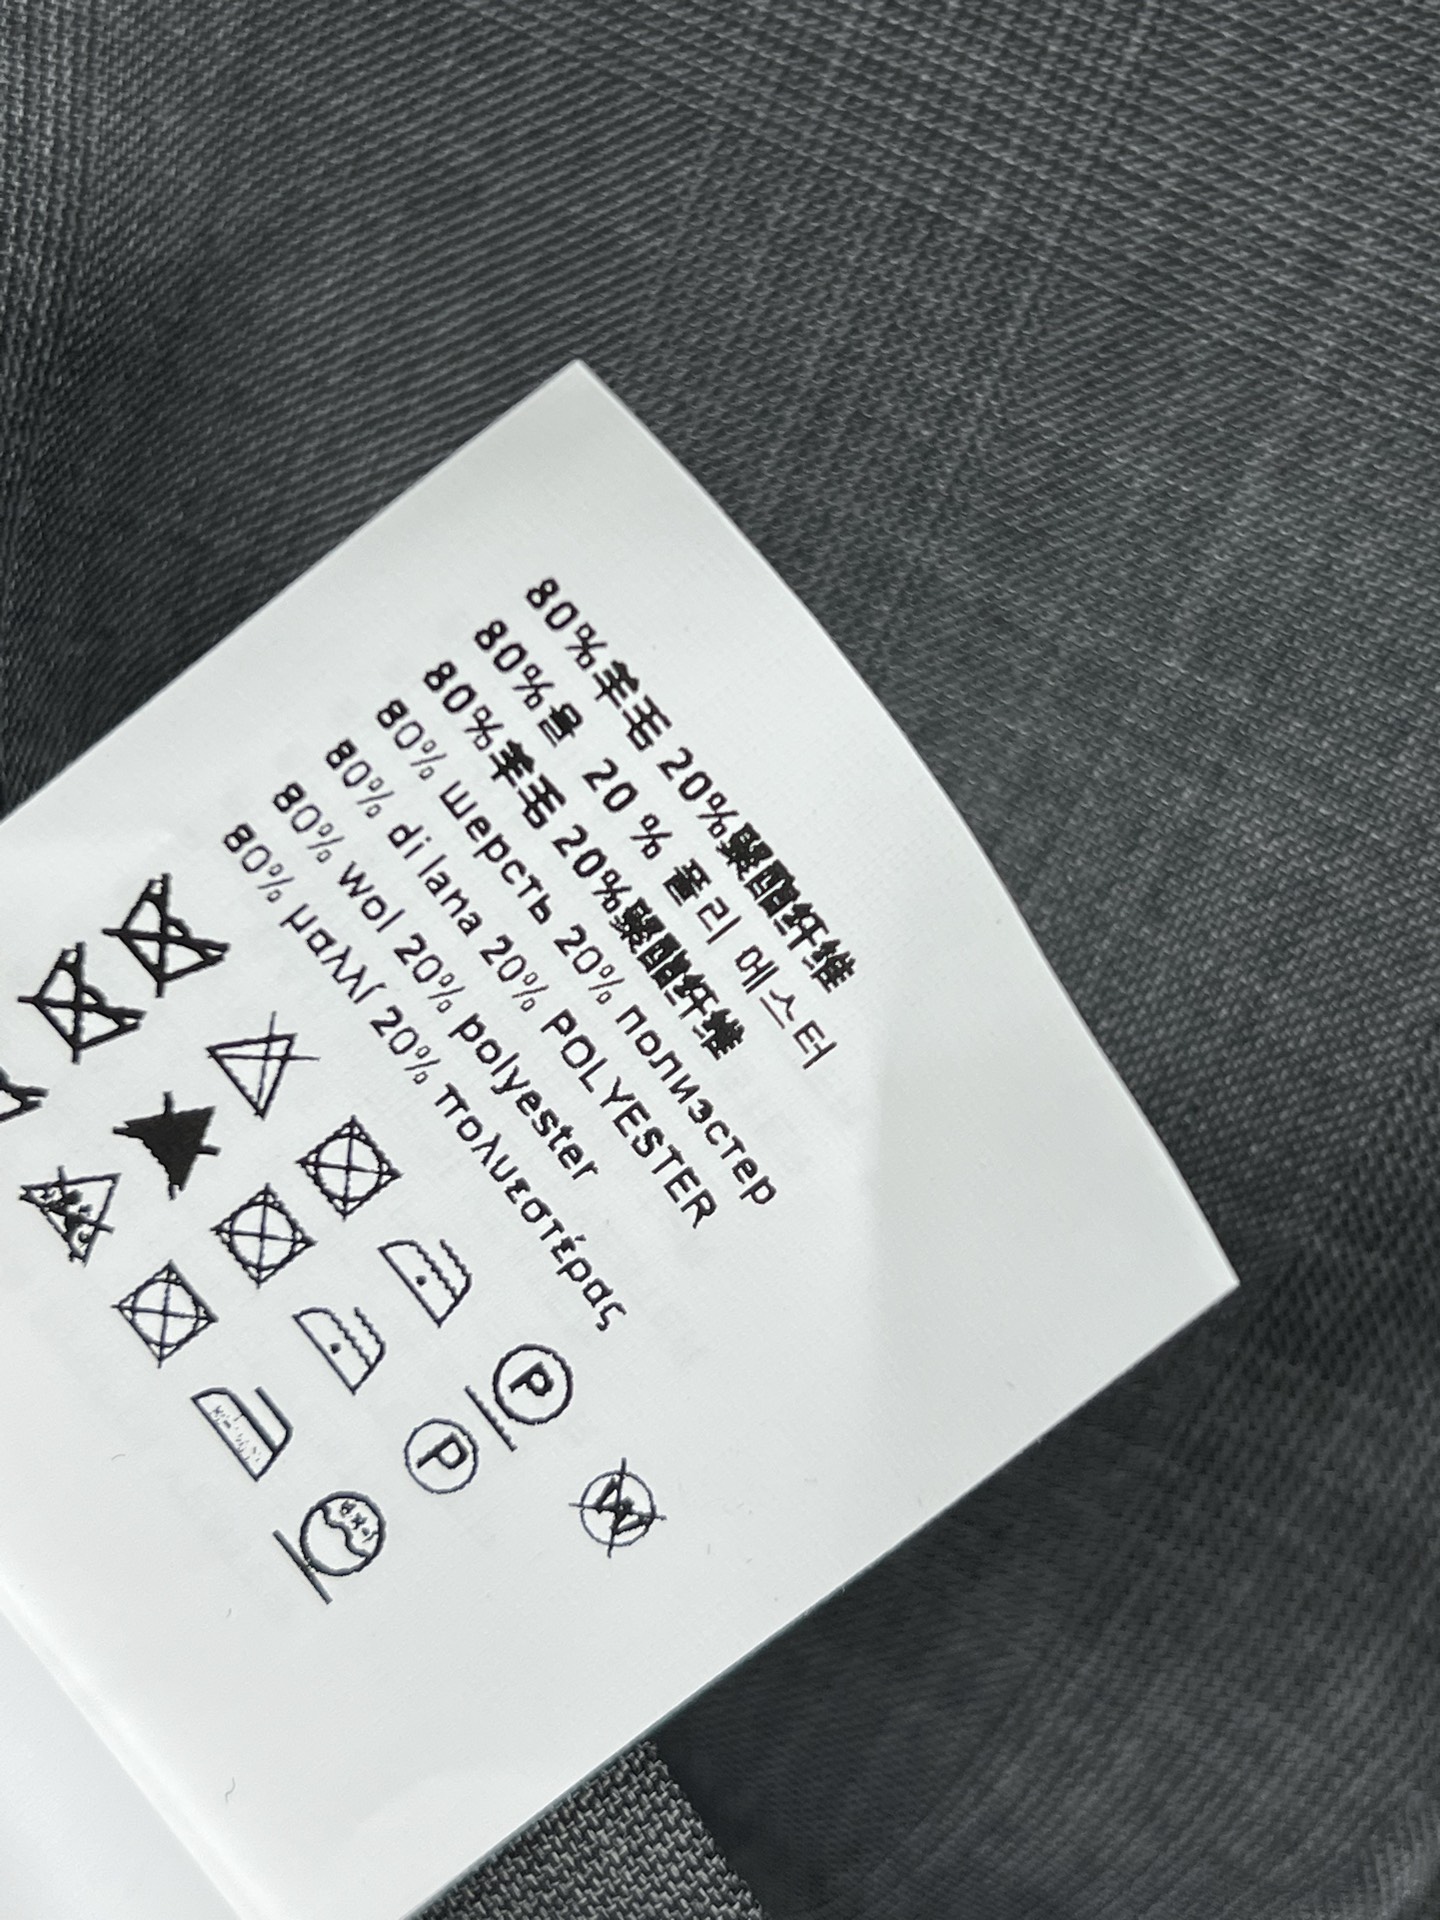 80%羊毛 20%聚酯纤维
80%울 20 % 폴리 에스터
80%羊毛 20%聚酯纤维
80% шерсть 20% полиэстер
80% di lana 20% POLYESTER
80% wol 20% polyester
80% μαλλί 20% πολυεστέρας
P
P